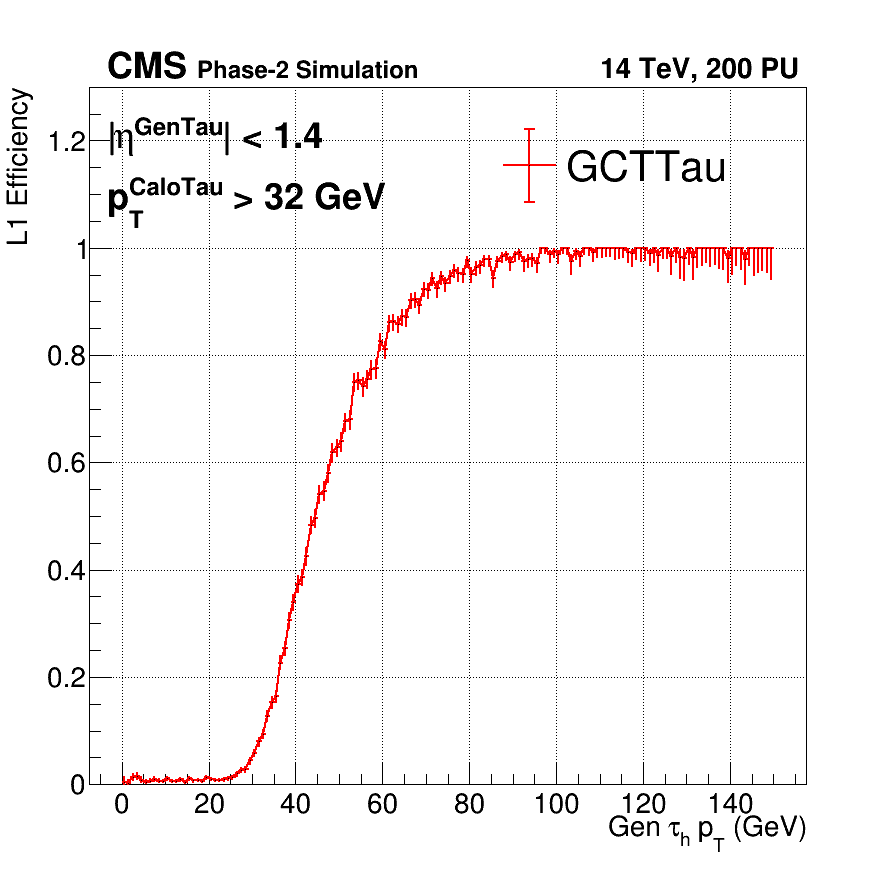 CMS Phase-2 Simulation 14 TeV, 200 PU
L1 Efficiency
|η^GenTau| < 1.4
p_T^CaloTau > 32 GeV
GCTTau
1.2
1
0.8
0.6
0.4
0.2
0
0 20 40 60 80 100 120 140
Gen τ_h p_T (GeV)